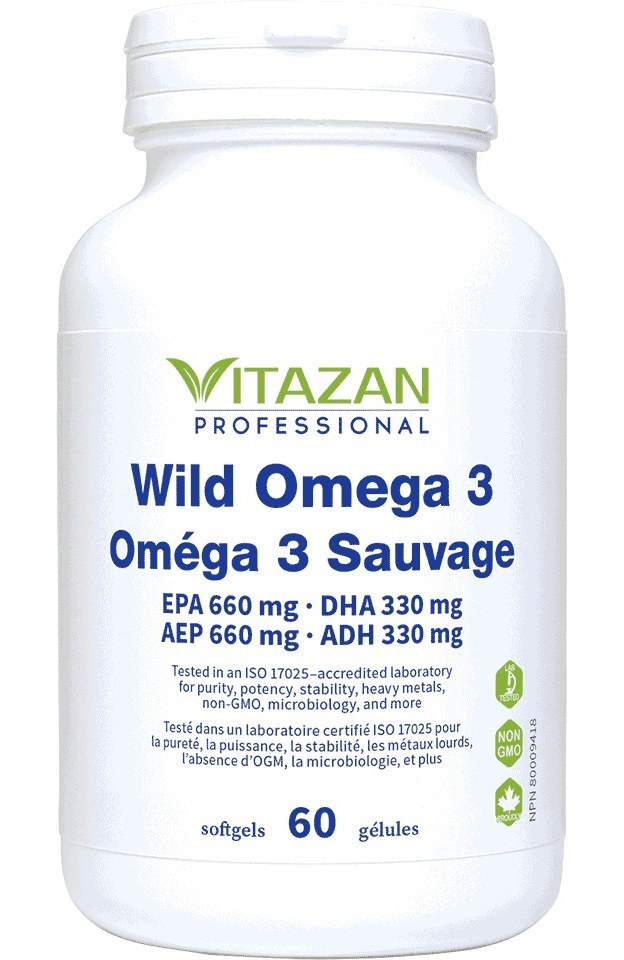 VITAZAN
PROFESSIONAL
Wild Omega 3
Oméga 3 Sauvage
EPA 660 mg · DHA 330 mg
AEP 660 mg · ADH 330 mg
Tested in an ISO 17025–accredited laboratory
for purity, potency, stability, heavy metals,
non-GMO, microbiology, and more
Testé dans un laboratoire certifié ISO 17025 pour
la pureté, la puissance, la stabilité, les métaux lourds,
l’absence d’OGM, la microbiologie, et plus
softgels 60 gélules
LAB
TESTED
NON
GMO
PROUDLY
NPN 80009418